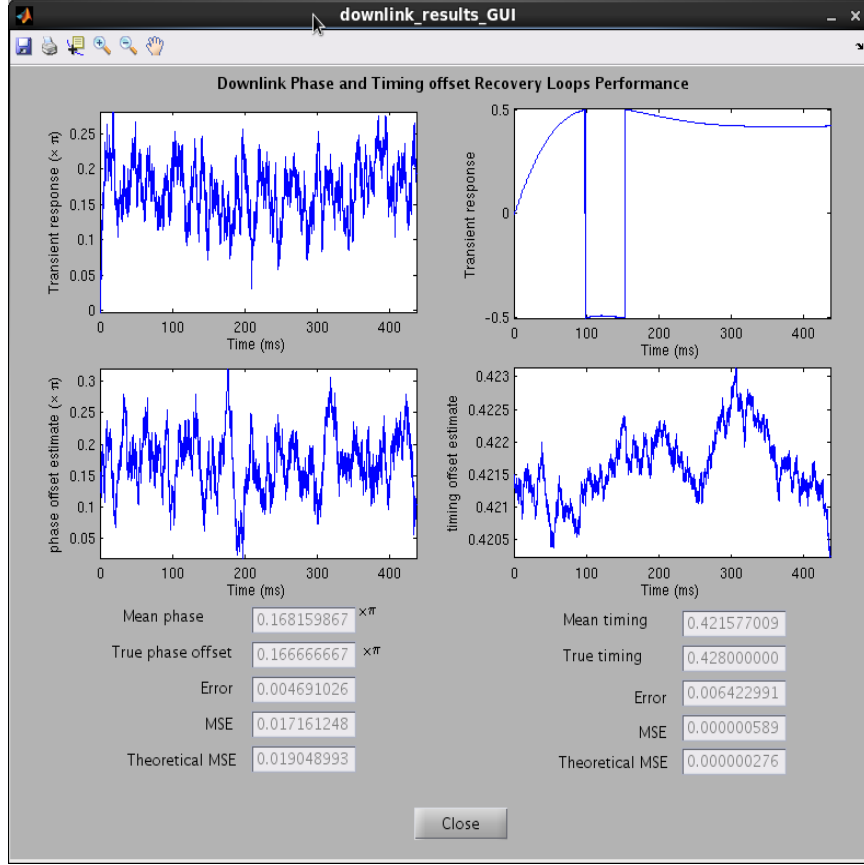 downlink_results_GUI
Downlink Phase and Timing offset Recovery Loops Performance
Transient response (× π)
0.25
0.2
0.15
0.1
0.05
0
0 100 200 300 400
Time (ms)
Transient response
0.5
0
-0.5
0 100 200 300 400
Time (ms)
phase offset estimate (× π)
0.3
0.25
0.2
0.15
0.1
0.05
0 100 200 300 400
Time (ms)
timing offset estimate
0.423
0.4225
0.422
0.4215
0.421
0.4205
0 100 200 300 400
Time (ms)
Mean phase 0.168159867 ×π
True phase offset 0.166666667 ×π
Error 0.004691026
MSE 0.017161248
Theoretical MSE 0.019048993
Mean timing 0.421577009
True timing 0.428000000
Error 0.006422991
MSE 0.000000589
Theoretical MSE 0.000000276
Close